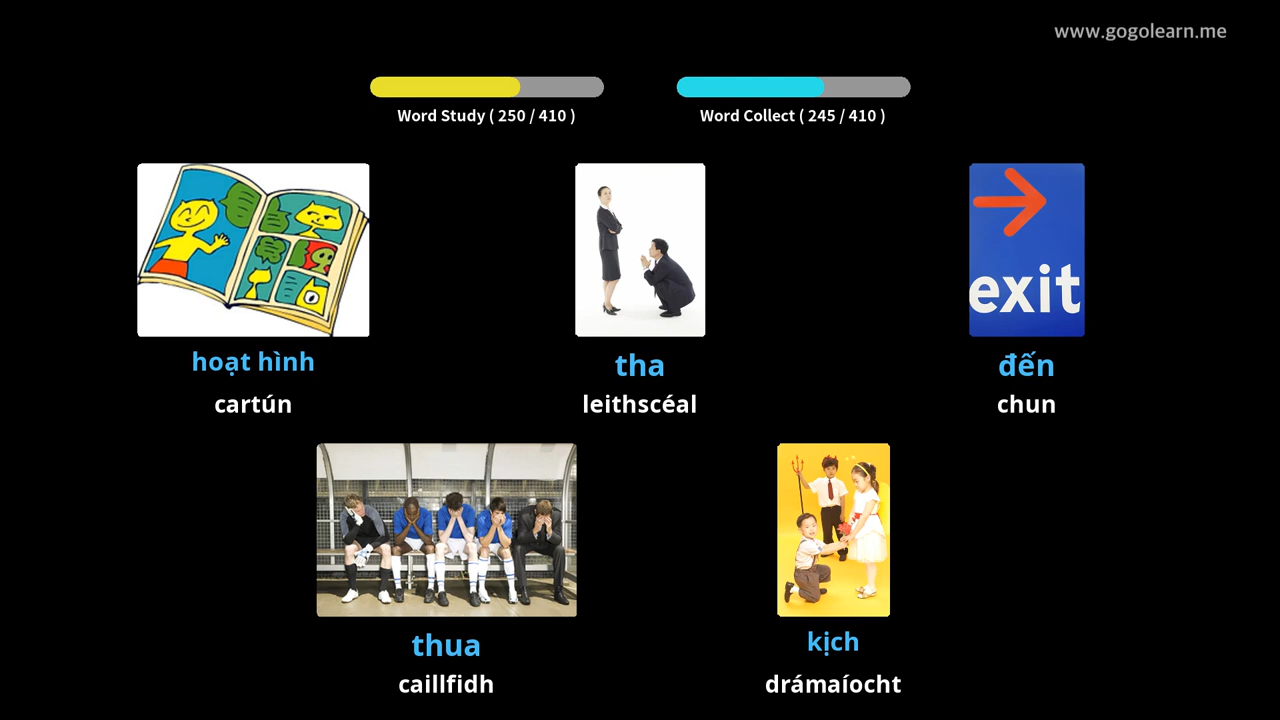 www.gogolearn.me
Word Study ( 250 / 410 )
Word Collect ( 245 / 410 )
exit
hoạt hình
cartún
tha
leithscéal
đến
chun
thua
caillfidh
kịch
drámaíocht